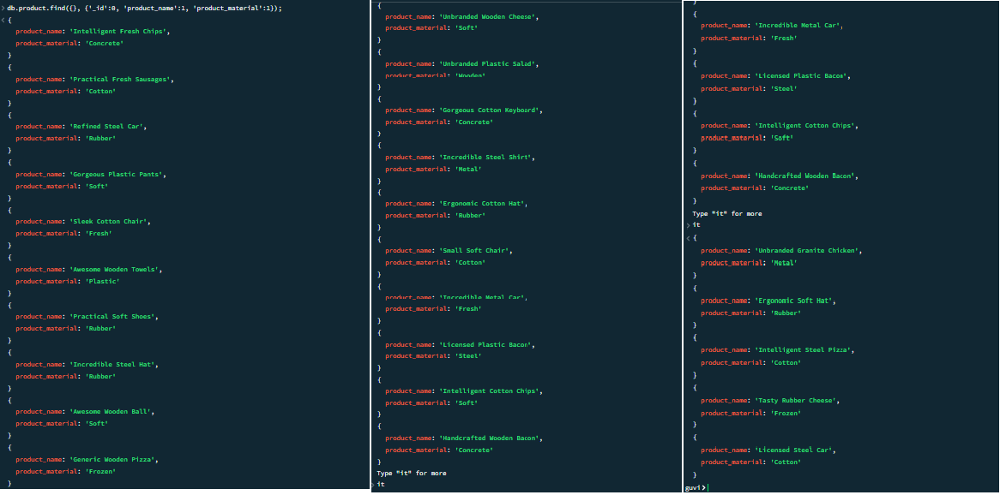 > db.product.find({}, {'_id':0, 'product_name':1, 'product_material':1});
< {
product_name: 'Intelligent Fresh Chips',
product_material: 'Concrete'
}
{
product_name: 'Practical Fresh Sausages',
product_material: 'Cotton'
}
{
product_name: 'Refined Steel Car',
product_material: 'Rubber'
}
{
product_name: 'Gorgeous Plastic Pants',
product_material: 'Soft'
}
{
product_name: 'Sleek Cotton Chair',
product_material: 'Fresh'
}
{
product_name: 'Awesome Wooden Towels',
product_material: 'Plastic'
}
{
product_name: 'Practical Soft Shoes',
product_material: 'Rubber'
}
{
product_name: 'Incredible Steel Hat',
product_material: 'Rubber'
}
{
product_name: 'Awesome Wooden Ball',
product_material: 'Soft'
}
{
product_name: 'Generic Wooden Pizza',
product_material: 'Frozen'
}
{
product_name: 'Unbranded Wooden Cheese',
product_material: 'Soft'
}
{
product_name: 'Unbranded Plastic Salad',
product_material: 'Wooden'
}
{
product_name: 'Gorgeous Cotton Keyboard',
product_material: 'Concrete'
}
{
product_name: 'Incredible Steel Shirt',
product_material: 'Metal'
}
{
product_name: 'Ergonomic Cotton Hat',
product_material: 'Rubber'
}
{
product_name: 'Small Soft Chair',
product_material: 'Cotton'
}
{
product_name: 'Incredible Metal Car',
product_material: 'Fresh'
}
{
product_name: 'Licensed Plastic Bacon',
product_material: 'Steel'
}
{
product_name: 'Intelligent Cotton Chips',
product_material: 'Soft'
}
{
product_name: 'Handcrafted Wooden Bacon',
product_material: 'Concrete'
}
Type "it" for more
> it
}
{
product_name: 'Incredible Metal Car',
product_material: 'Fresh'
}
{
product_name: 'Licensed Plastic Bacon',
product_material: 'Steel'
}
{
product_name: 'Intelligent Cotton Chips',
product_material: 'Soft'
}
{
product_name: 'Handcrafted Wooden Bacon',
product_material: 'Concrete'
}
Type "it" for more
> it
< {
product_name: 'Unbranded Granite Chicken',
product_material: 'Metal'
}
{
product_name: 'Ergonomic Soft Hat',
product_material: 'Rubber'
}
{
product_name: 'Intelligent Steel Pizza',
product_material: 'Cotton'
}
{
product_name: 'Tasty Rubber Cheese',
product_material: 'Frozen'
}
{
product_name: 'Licensed Steel Car',
product_material: 'Cotton'
}
guvi>